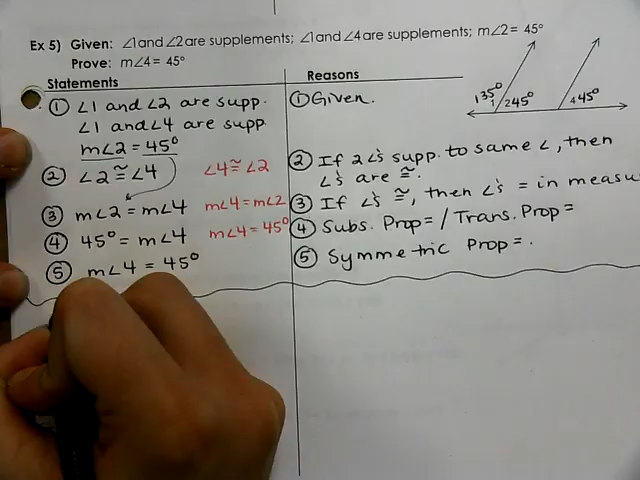 Ex 5) Given: ∠1 and ∠2 are supplements; ∠1 and ∠4 are supplements; m∠2 = 45°
Prove: m∠4 = 45°
Statements
Reasons
① ∠1 and ∠2 are supp.
∠1 and ∠4 are supp
m∠2 = 45°
② ∠2 ≅ ∠4
③ m∠2 = m∠4
④ 45° = m∠4
⑤ m∠4 = 45°
∠4 ≅ ∠2
m∠4 = m∠2
m∠4 = 45°
① Given.
② If 2 ∠'s supp. to same ∠, then
∠'s are ≅.
③ If ∠'s ≅, then ∠'s = in measu
④ Subs. Prop = / Trans. Prop =
⑤ Symmetric Prop = .
135°
1
2 45°
4 45°